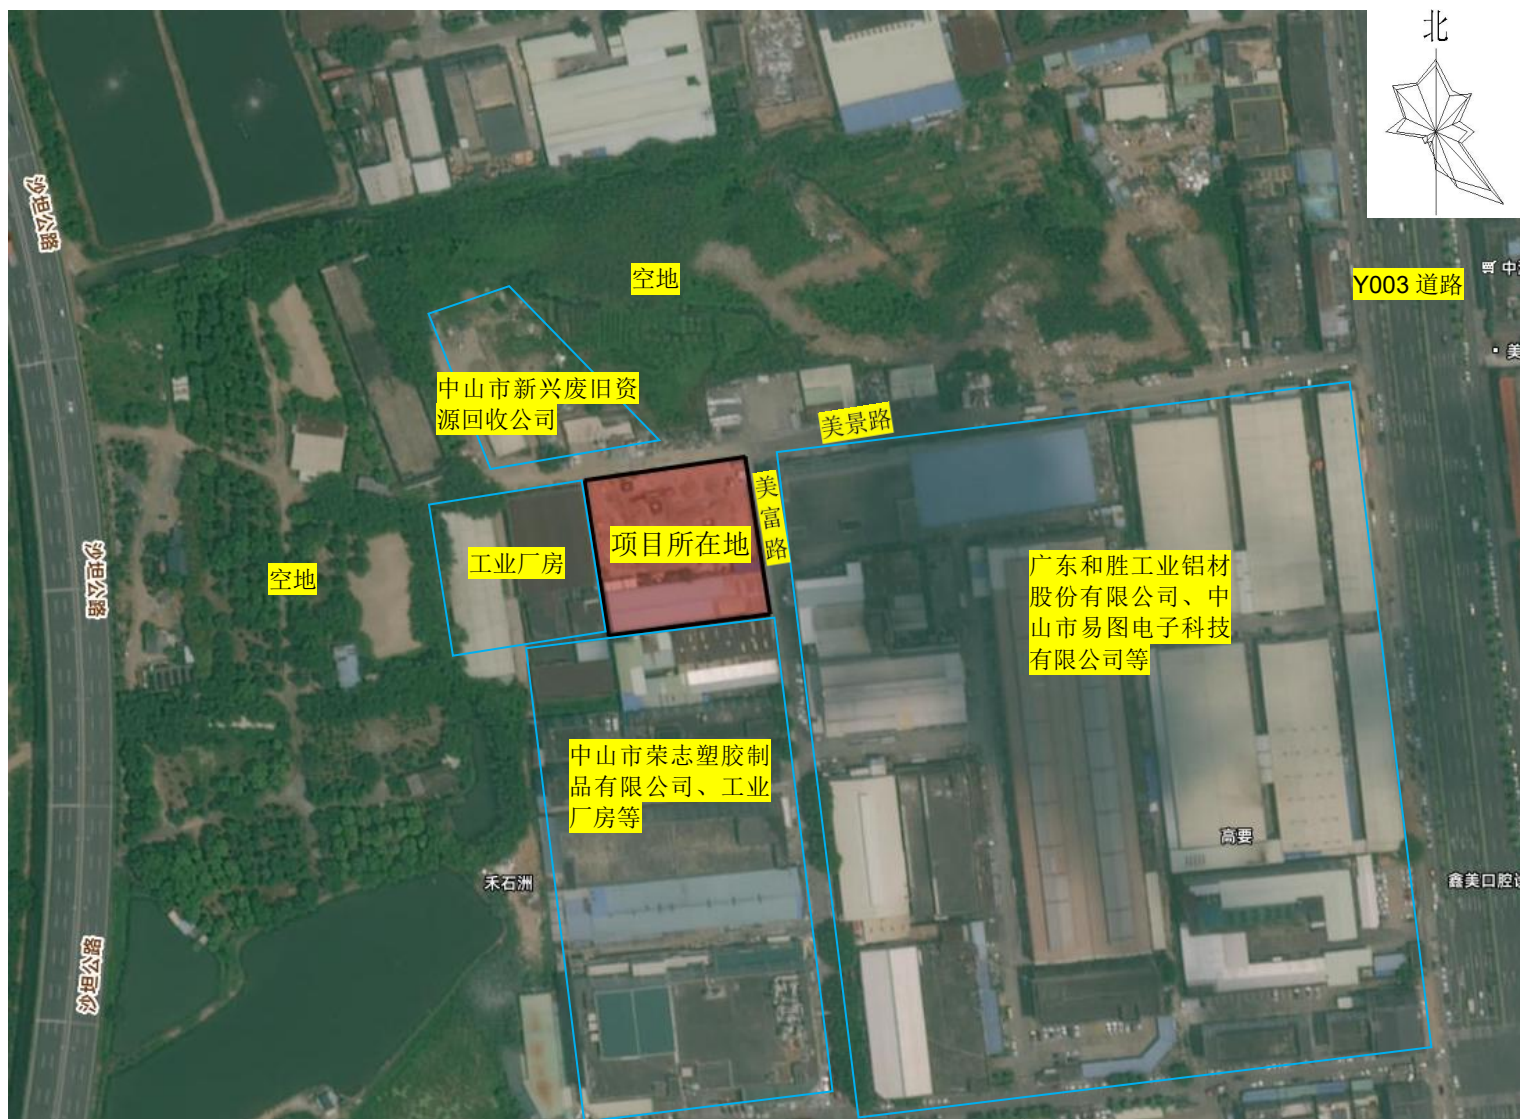 北
沙坦公路
空地
Y003 道路
中山市新兴废旧资
源回收公司
美景路
美富路
项目所在地
工业厂房
空地
沙坦公路
广东和胜工业铝材
股份有限公司、中
山市易图电子科技
有限公司等
中山市荣志塑胶制
品有限公司、工业
厂房等
高要
禾石洲
鑫美口腔
沙坦公路